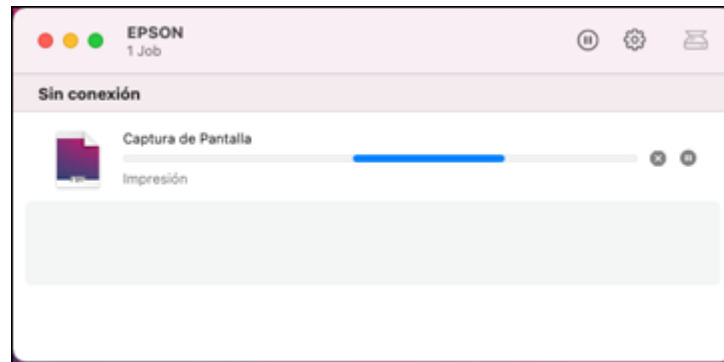 EPSON
1 Job
Sin conexión
Captura de Pantalla
Impresión